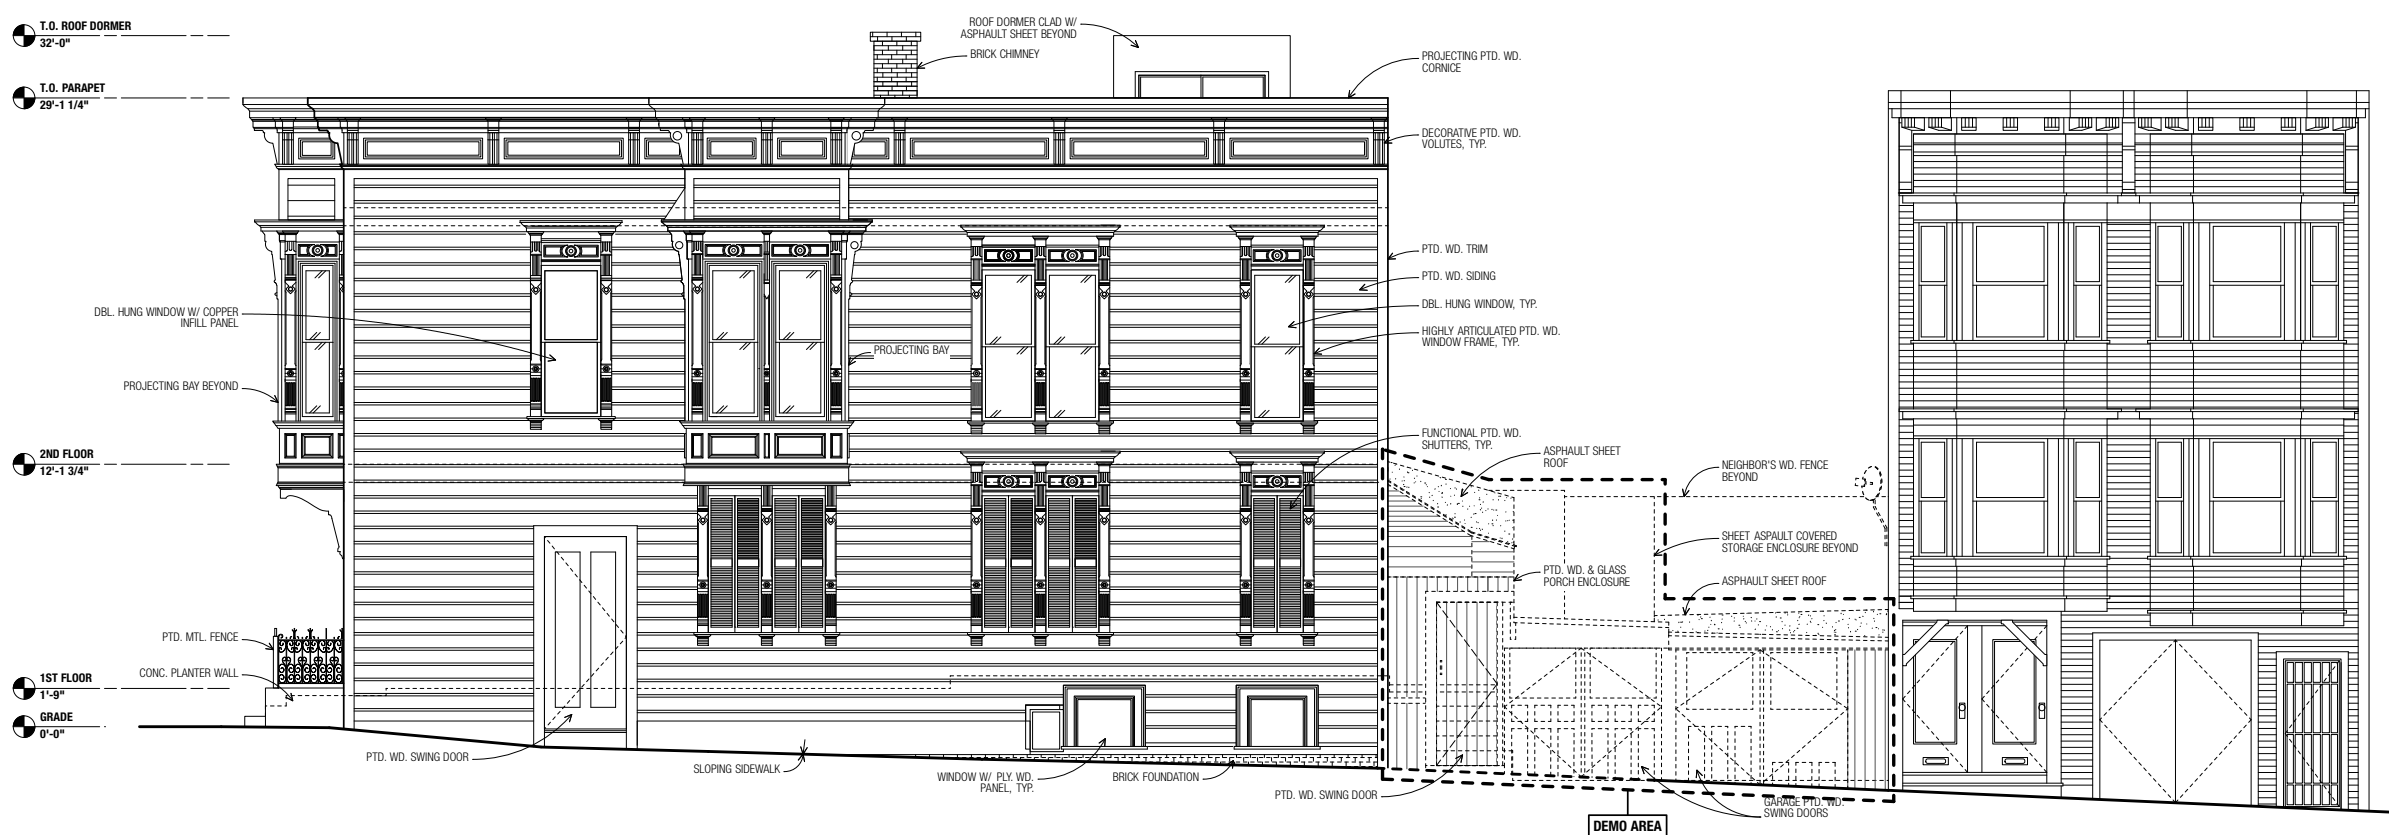 T.O. ROOF DORMER
32'-0"
T.O. PARAPET
29'-1 1/4"
2ND FLOOR
12'-1 3/4"
1ST FLOOR
1'-9"
GRADE
0'-0"
ROOF DORMER CLAD W/
ASPHAULT SHEET BEYOND
BRICK CHIMNEY
PROJECTING PTD. WD.
CORNICE
DECORATIVE PTD. WD.
VOLUTES, TYP.
PTD. WD. TRIM
PTD. WD. SIDING
DBL. HUNG WINDOW, TYP.
HIGHLY ARTICULATED PTD. WD.
WINDOW FRAME, TYP.
DBL. HUNG WINDOW W/ COPPER
INFILL PANEL
PROJECTING BAY
PROJECTING BAY BEYOND
FUNCTIONAL PTD. WD.
SHUTTERS, TYP.
ASPHAULT SHEET
ROOF
NEIGHBOR'S WD. FENCE
BEYOND
SHEET ASPAULT COVERED
STORAGE ENCLOSURE BEYOND
PTD. WD. & GLASS
PORCH ENCLOSURE
ASPHAULT SHEET ROOF
PTD. MTL. FENCE
CONC. PLANTER WALL
PTD. WD. SWING DOOR
SLOPING SIDEWALK
WINDOW W/ PLY. WD.
PANEL, TYP.
BRICK FOUNDATION
PTD. WD. SWING DOOR
GARAGE PTD. WD.
SWING DOORS
DEMO AREA